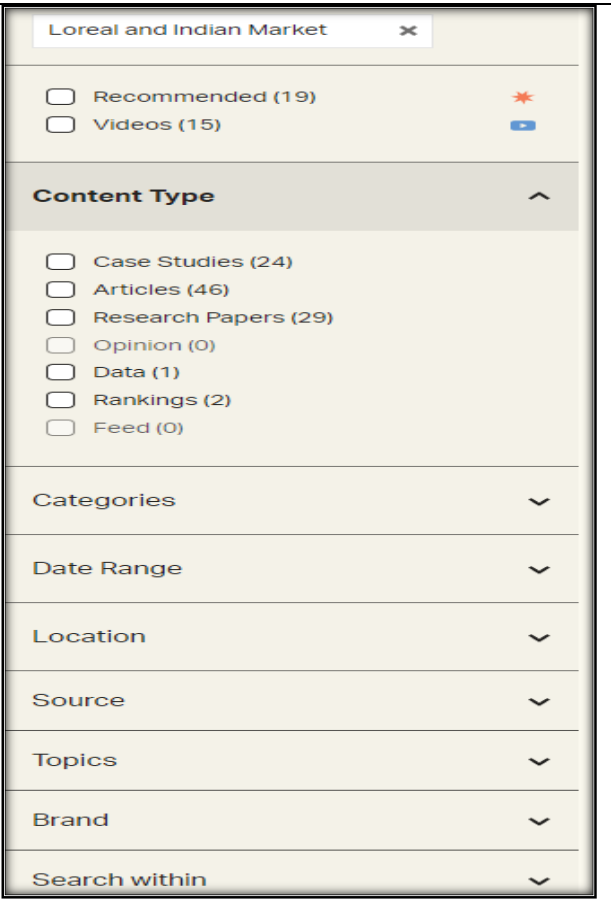 Loreal and Indian Market
Recommended (19)
Videos (15)
Content Type
Case Studies (24)
Articles (46)
Research Papers (29)
Opinion (0)
Data (1)
Rankings (2)
Feed (0)
Categories
Date Range
Location
Source
Topics
Brand
Search within